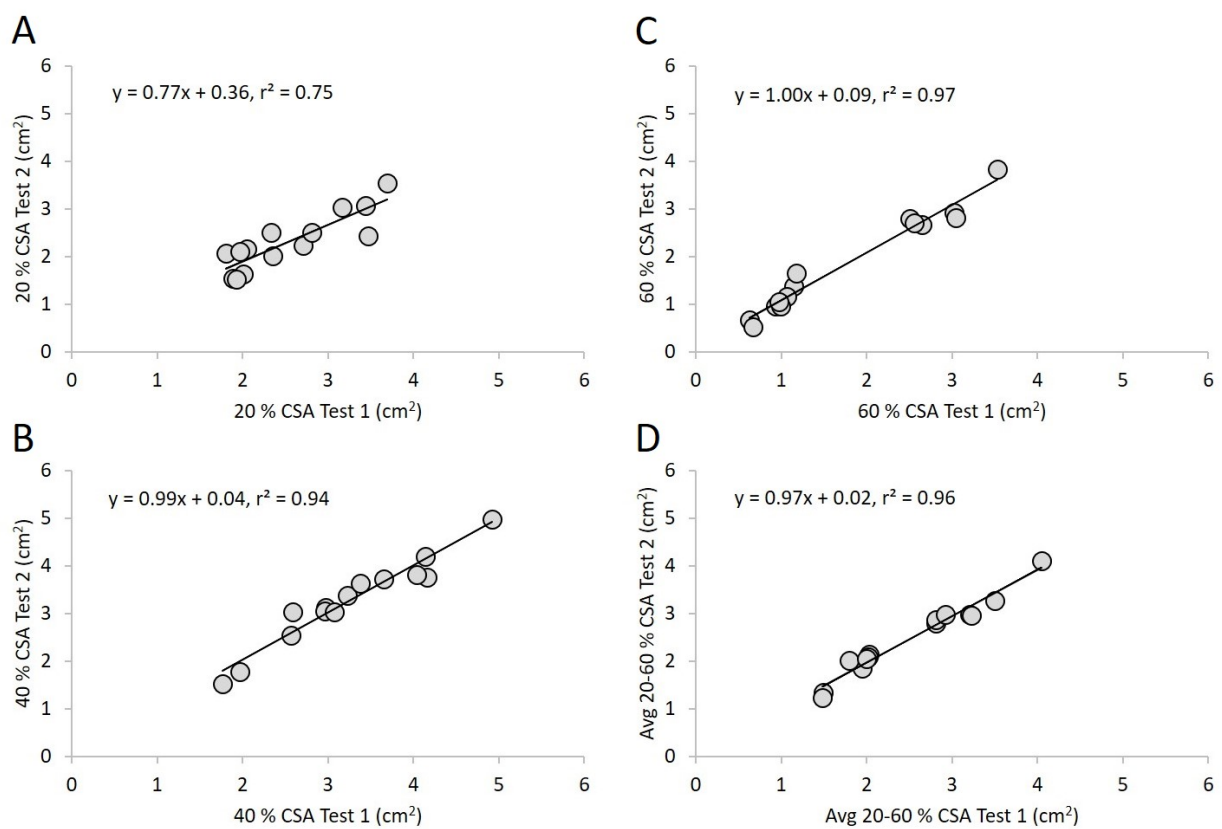 A
y = 0.77x + 0.36, r² = 0.75
20 % CSA Test 2 (cm²)
6
5
4
3
2
1
0
0 1 2 3 4 5 6
20 % CSA Test 1 (cm²)
C
y = 1.00x + 0.09, r² = 0.97
60 % CSA Test 2 (cm²)
6
5
4
3
2
1
0
0 1 2 3 4 5 6
60 % CSA Test 1 (cm²)
B
y = 0.99x + 0.04, r² = 0.94
40 % CSA Test 2 (cm²)
6
5
4
3
2
1
0
0 1 2 3 4 5 6
40 % CSA Test 1 (cm²)
D
y = 0.97x + 0.02, r² = 0.96
Avg 20-60 % CSA Test 2 (cm²)
6
5
4
3
2
1
0
0 1 2 3 4 5 6
Avg 20-60 % CSA Test 1 (cm²)